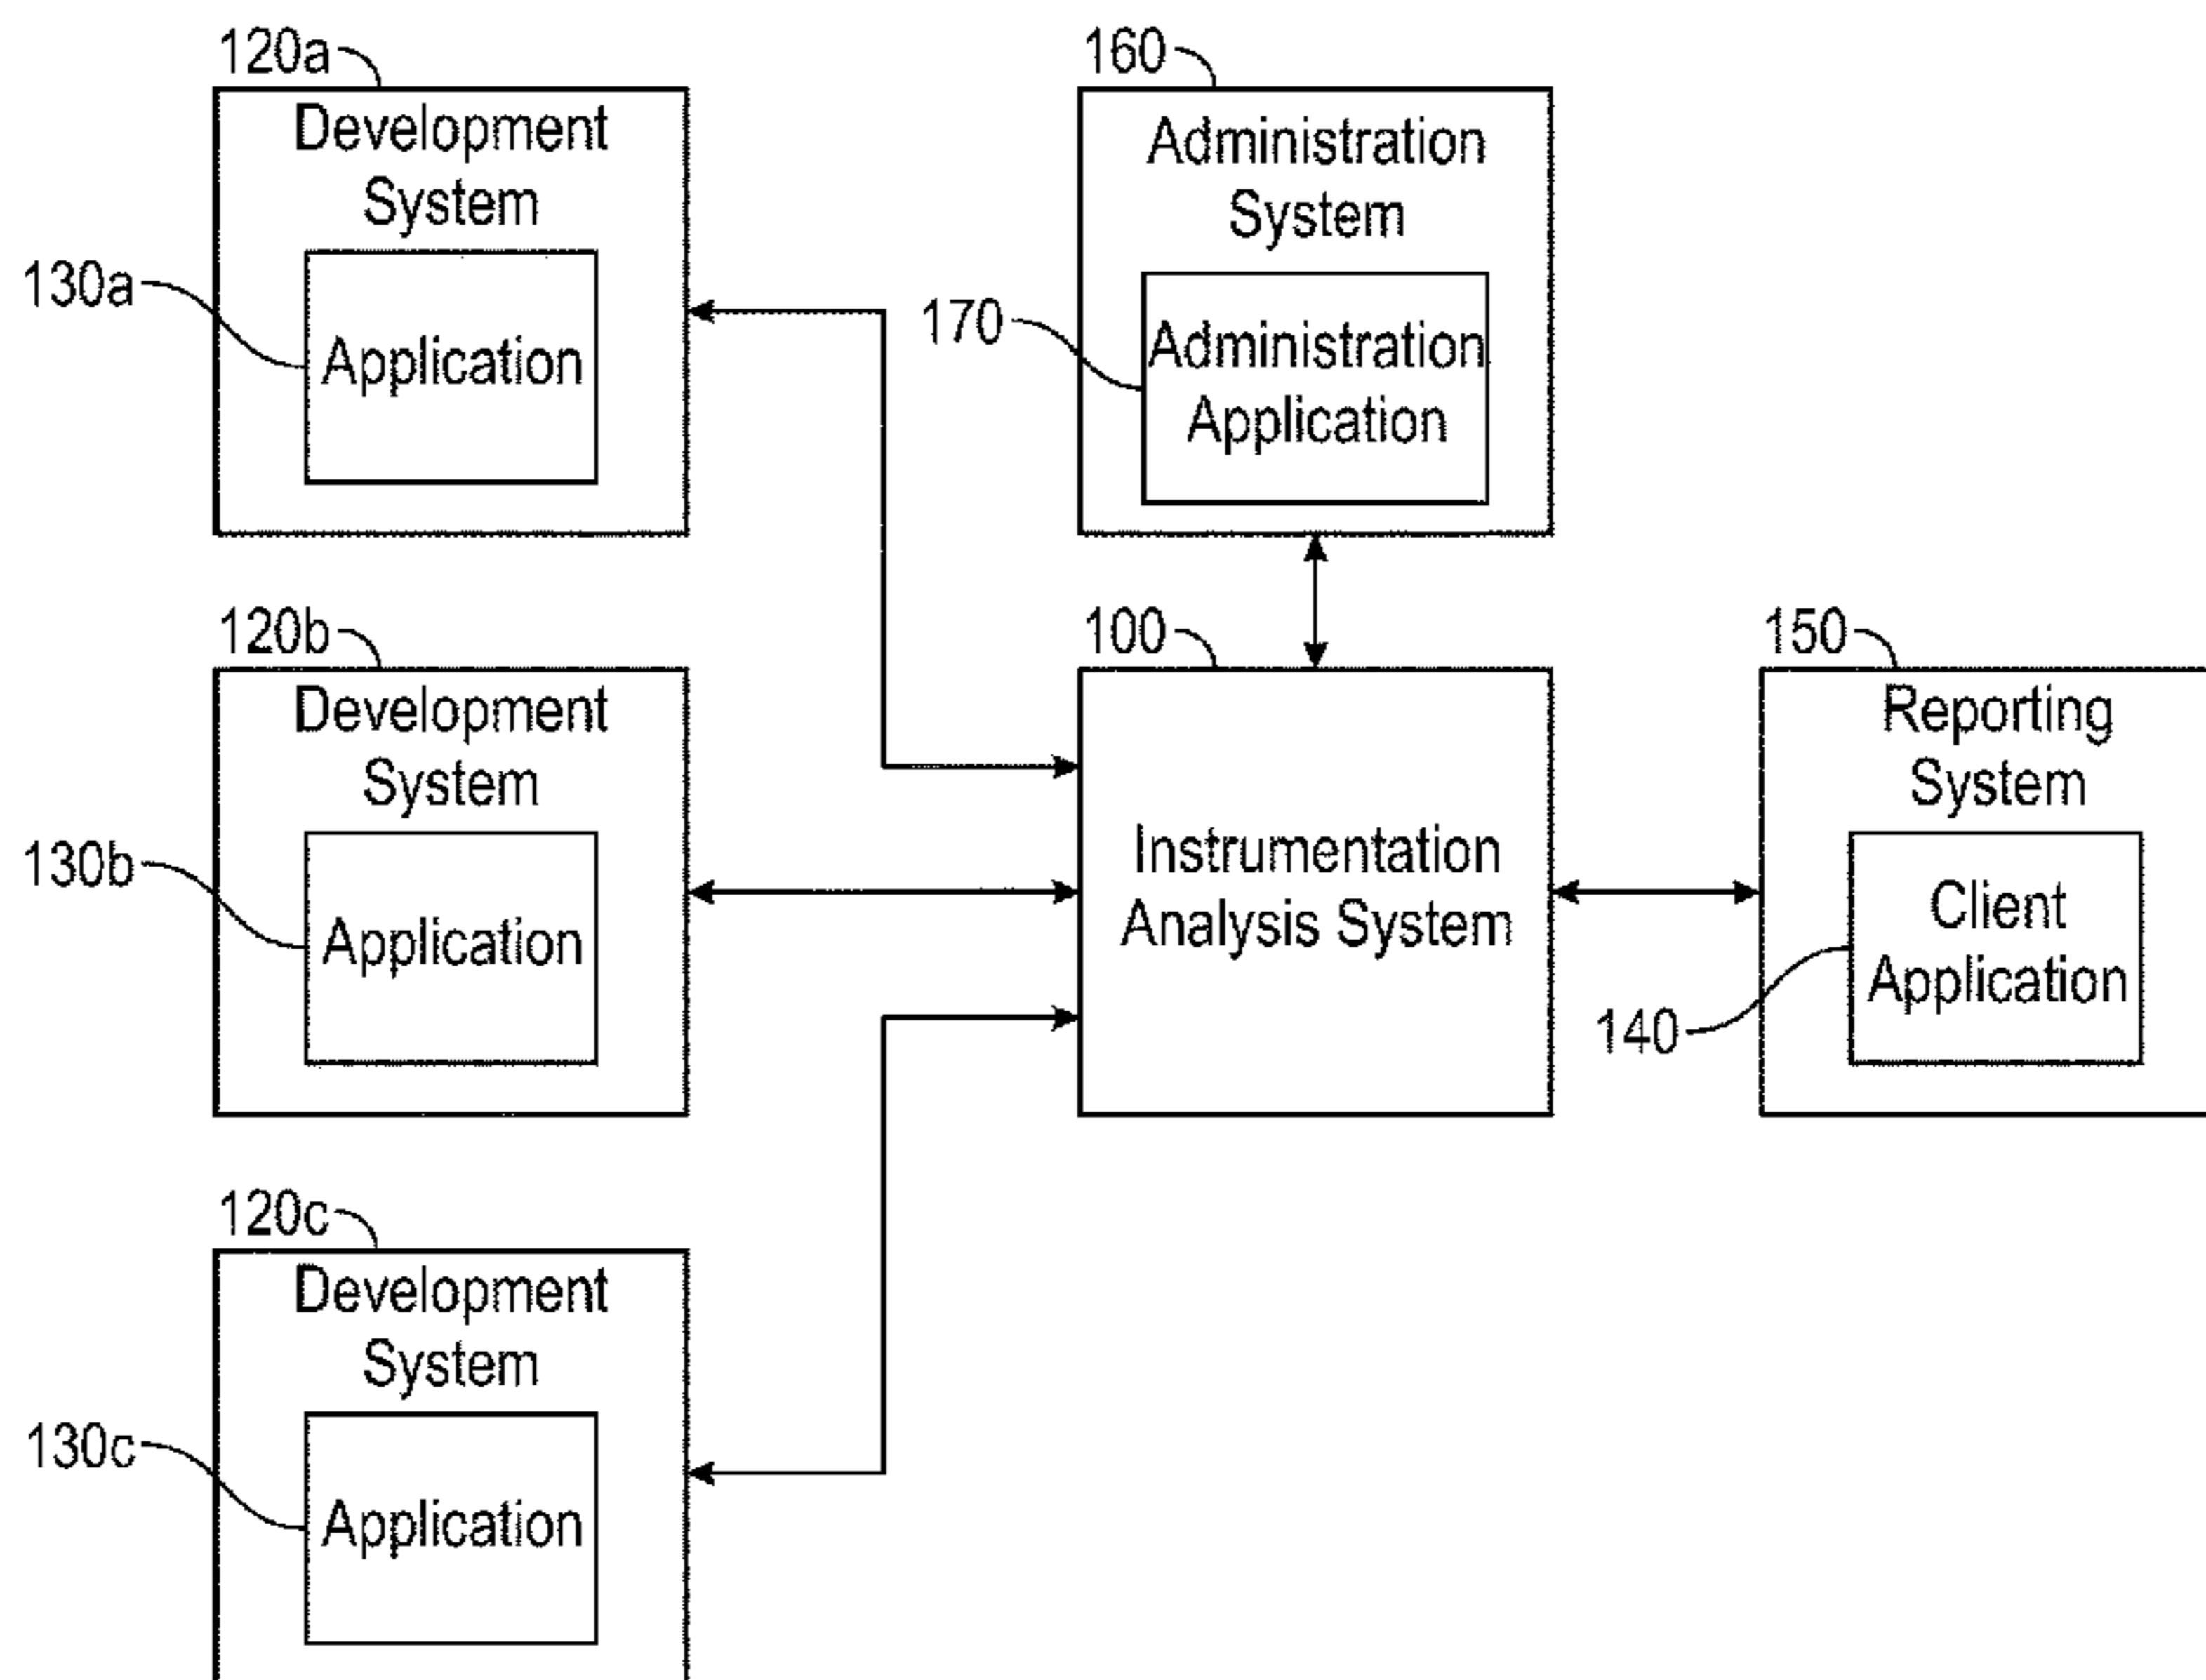 120a
Development
System
130a
Application
160
Administration
System
170
Administration
Application
120b
Development
System
130b
Application
100
Instrumentation
Analysis System
150
Reporting
System
Client
Application
140
120c
Development
System
130c
Application